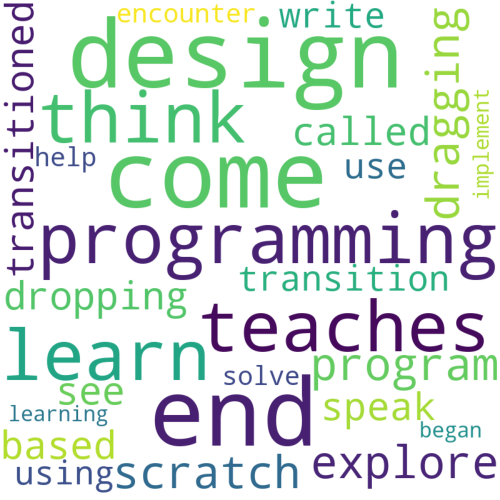 encounter
write
design
transitioned
think
called
dragging
implement
help
come
use
programming
transition
dropping
teaches
learn
program
solve
see
end
speak
learning
began
based
using
scratch
explore